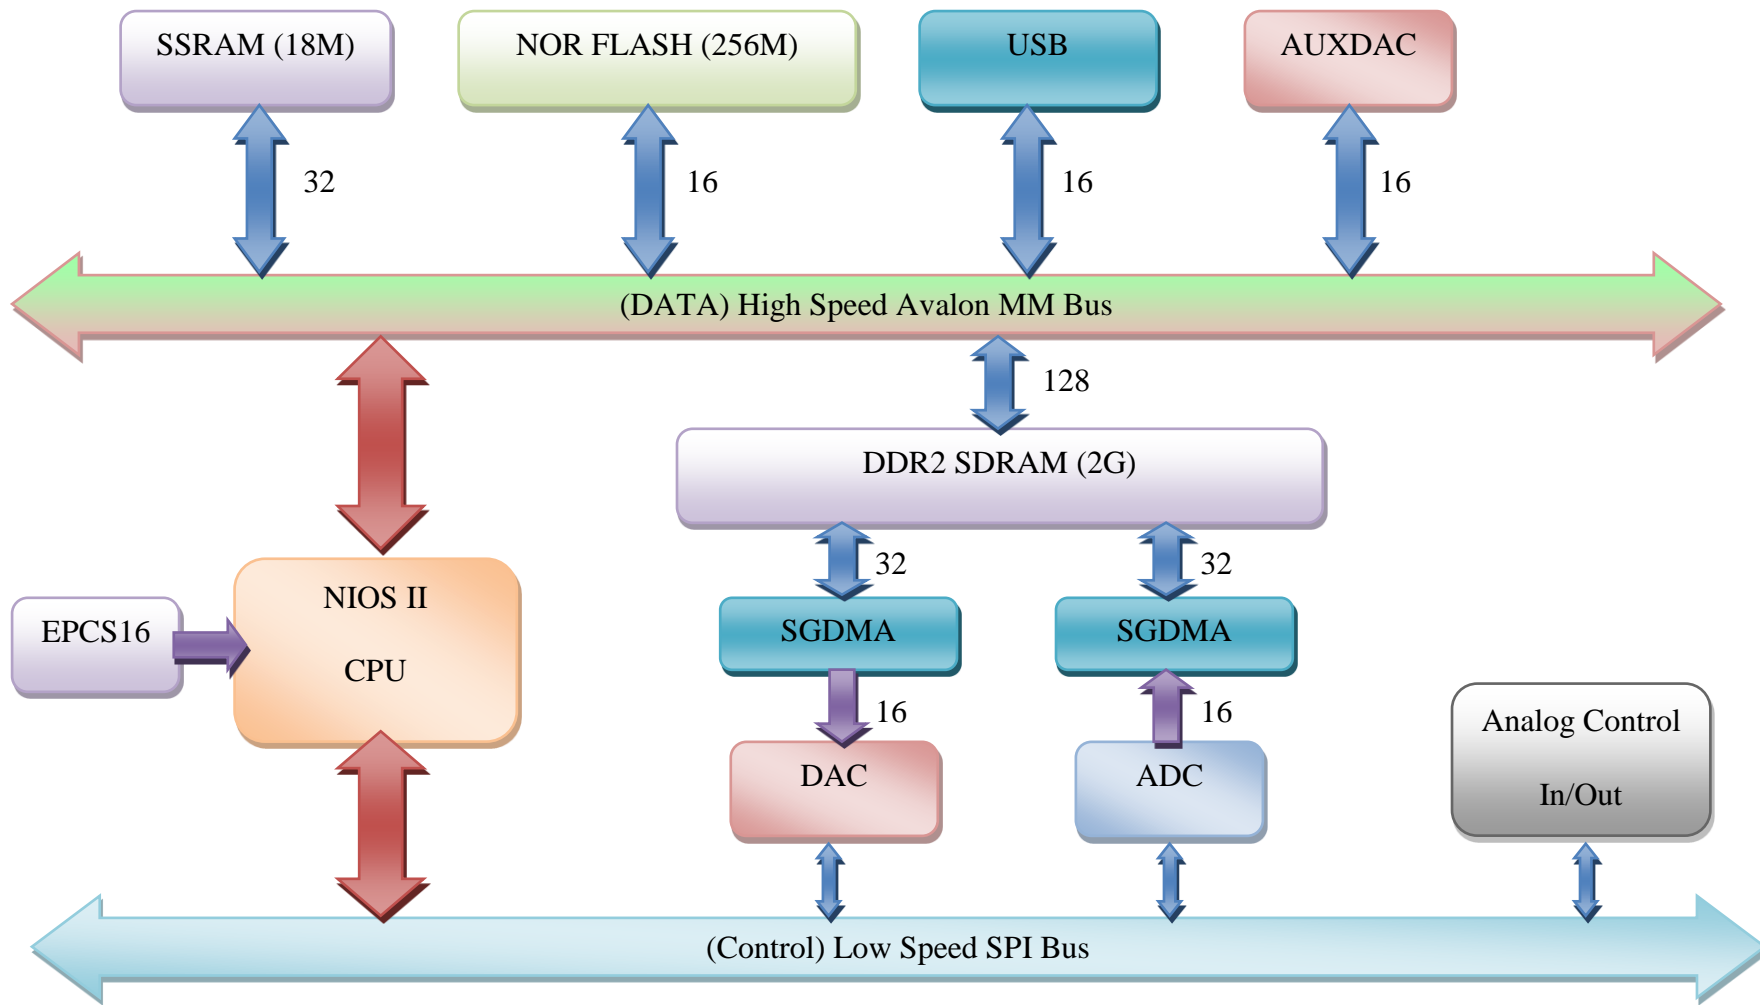 SSRAM (18M)
NOR FLASH (256M)
USB
AUXDAC
32
16
16
16
(DATA) High Speed Avalon MM Bus
128
DDR2 SDRAM (2G)
32
32
NIOS II
CPU
EPCS16
SGDMA
SGDMA
16
16
DAC
ADC
Analog Control
In/Out
(Control) Low Speed SPI Bus